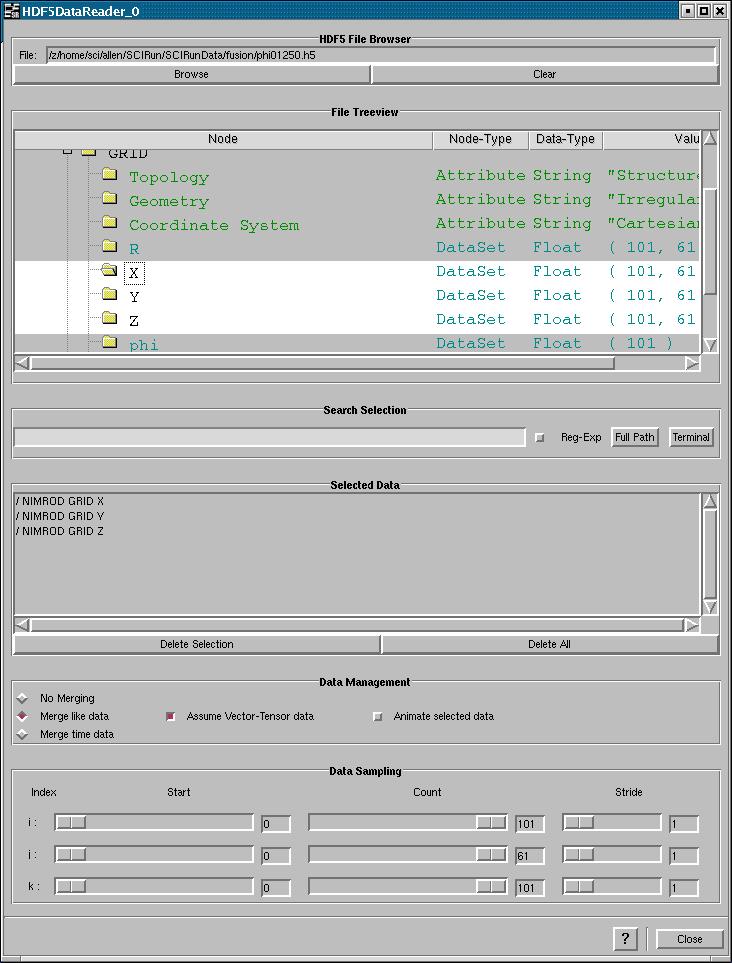 HDF5DataReader_0
HDF5 File Browser
File: /z/home/sci/allen/SCIRun/SCIRunData/fusion/phi01250.h5
Browse Clear
File Treeview
Node Node-Type Data-Type Valu
GRID
Topology Attribute String "Structure
Geometry Attribute String "Irregular
Coordinate System Attribute String "Cartesian
R DataSet Float ( 101, 61
X DataSet Float ( 101, 61
Y DataSet Float ( 101, 61
Z DataSet Float ( 101, 61
phi DataSet Float ( 101 )
Search Selection
Reg-Exp Full Path Terminal
Selected Data
/ NIMROD GRID X
/ NIMROD GRID Y
/ NIMROD GRID Z
Delete Selection Delete All
Data Management
No Merging
Merge like data Assume Vector-Tensor data Animate selected data
Merge time data
Data Sampling
Index Start Count Stride
i : 0 101 1
j : 0 61 1
k : 0 101 1
? Close